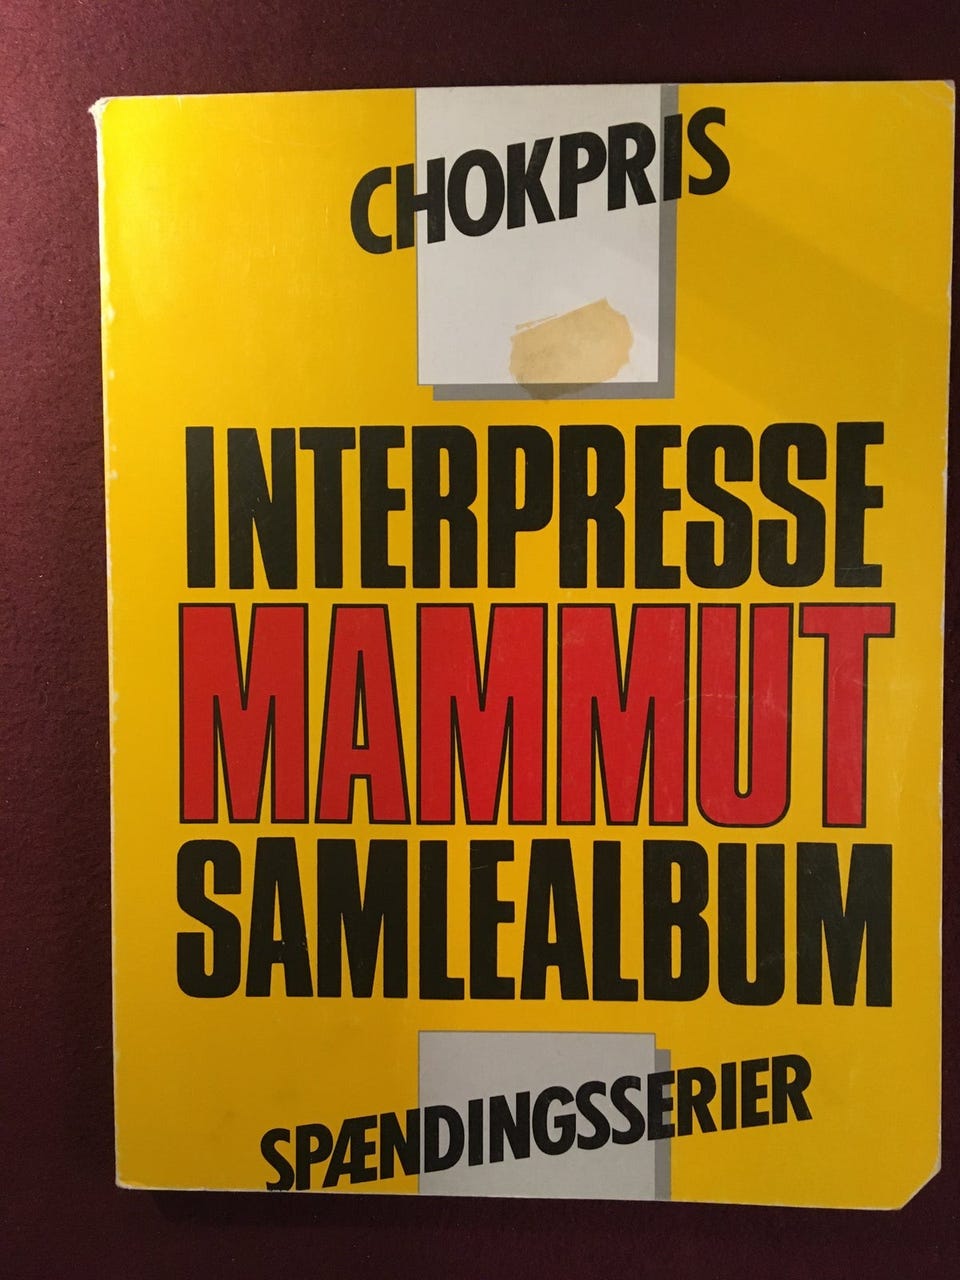 CHOKPRIS
INTERPRESSE
MAMMUT
SAMLEALBUM
SPÆNDINGSSERIER